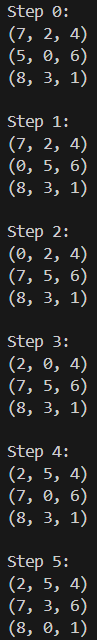 Step 0:
(7, 2, 4)
(5, 0, 6)
(8, 3, 1)
Step 1:
(7, 2, 4)
(0, 5, 6)
(8, 3, 1)
Step 2:
(0, 2, 4)
(7, 5, 6)
(8, 3, 1)
Step 3:
(2, 0, 4)
(7, 5, 6)
(8, 3, 1)
Step 4:
(2, 5, 4)
(7, 0, 6)
(8, 3, 1)
Step 5:
(2, 5, 4)
(7, 3, 6)
(8, 0, 1)